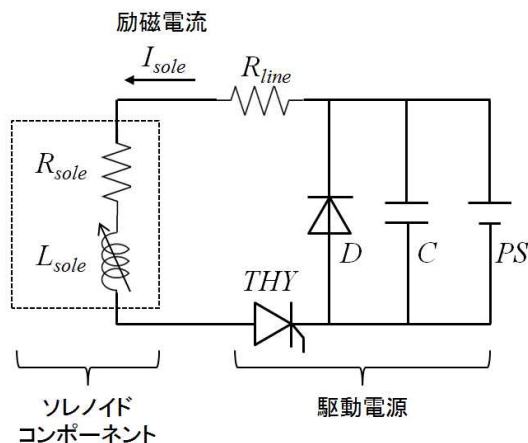 励磁電流
I_sole
R_line
R_sole
L_sole
D
C
PS
THY
ソレノイド
コンポーネント
駆動電源